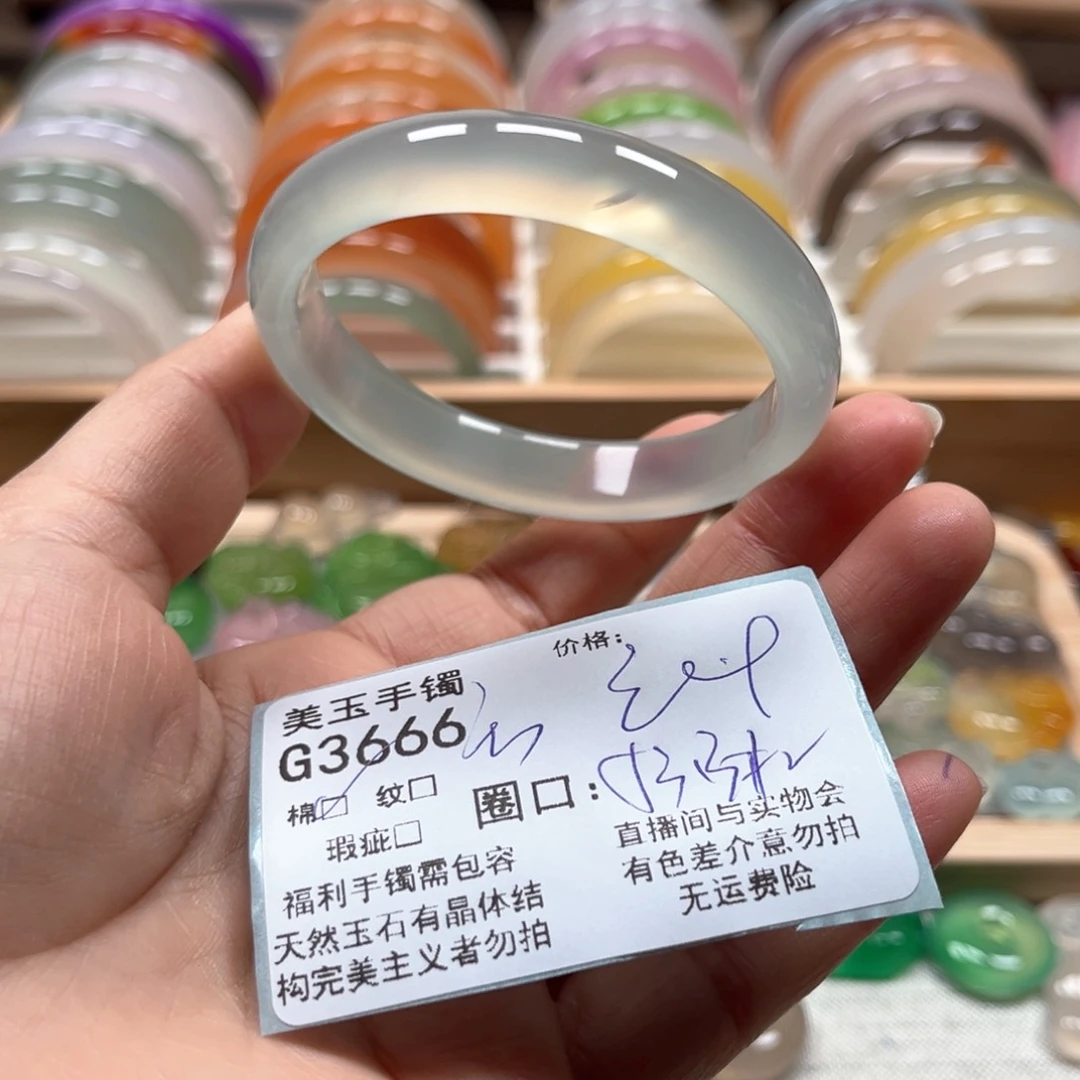 美玉手镯
价格：
G3666
棉□ 纹□
圈口：
瑕疵□
福利手镯需包容
天然玉石有晶体结
构完美主义者勿拍
直播间与实物会
有色差介意勿拍
无运费险